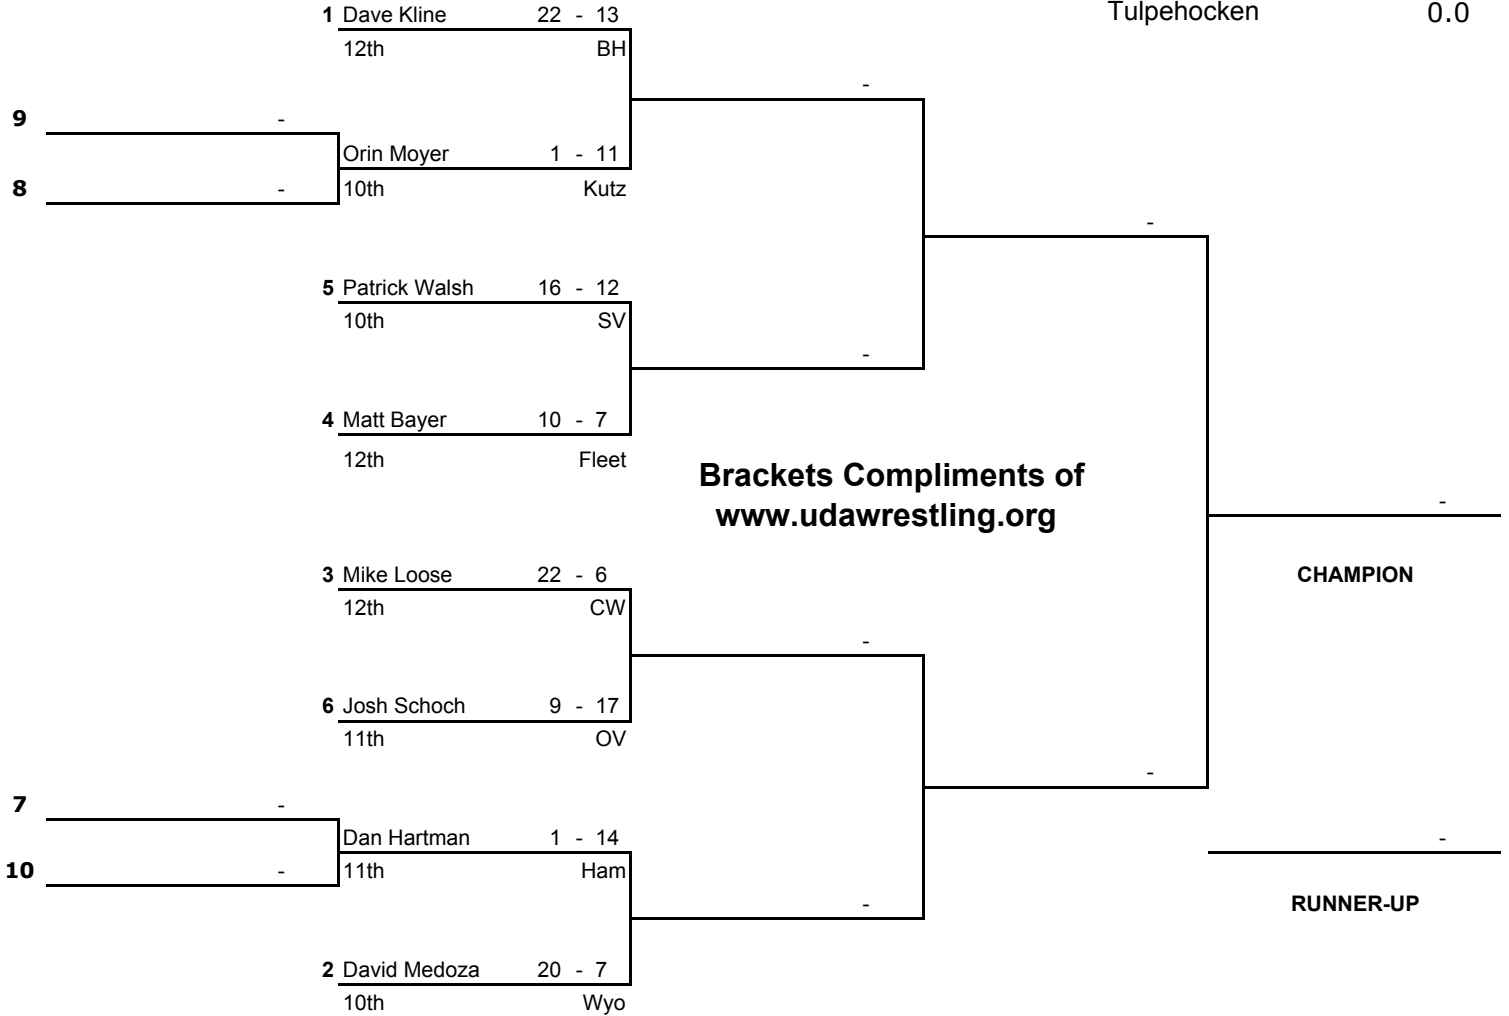 1 Dave Kline 22 - 13
Tulpehocken 0.0
12th BH
-
9 -
Orin Moyer 1 - 11
8 - 10th Kutz
-
5 Patrick Walsh 16 - 12
10th SV
-
4 Matt Bayer 10 - 7
12th Fleet
Brackets Compliments of
www.udawrestling.org
-
3 Mike Loose 22 - 6
CHAMPION
12th CW
-
6 Josh Schoch 9 - 17
11th OV
-
7 -
Dan Hartman 1 - 14
-
10 - 11th Ham
-
RUNNER-UP
2 David Medoza 20 - 7
10th Wyo